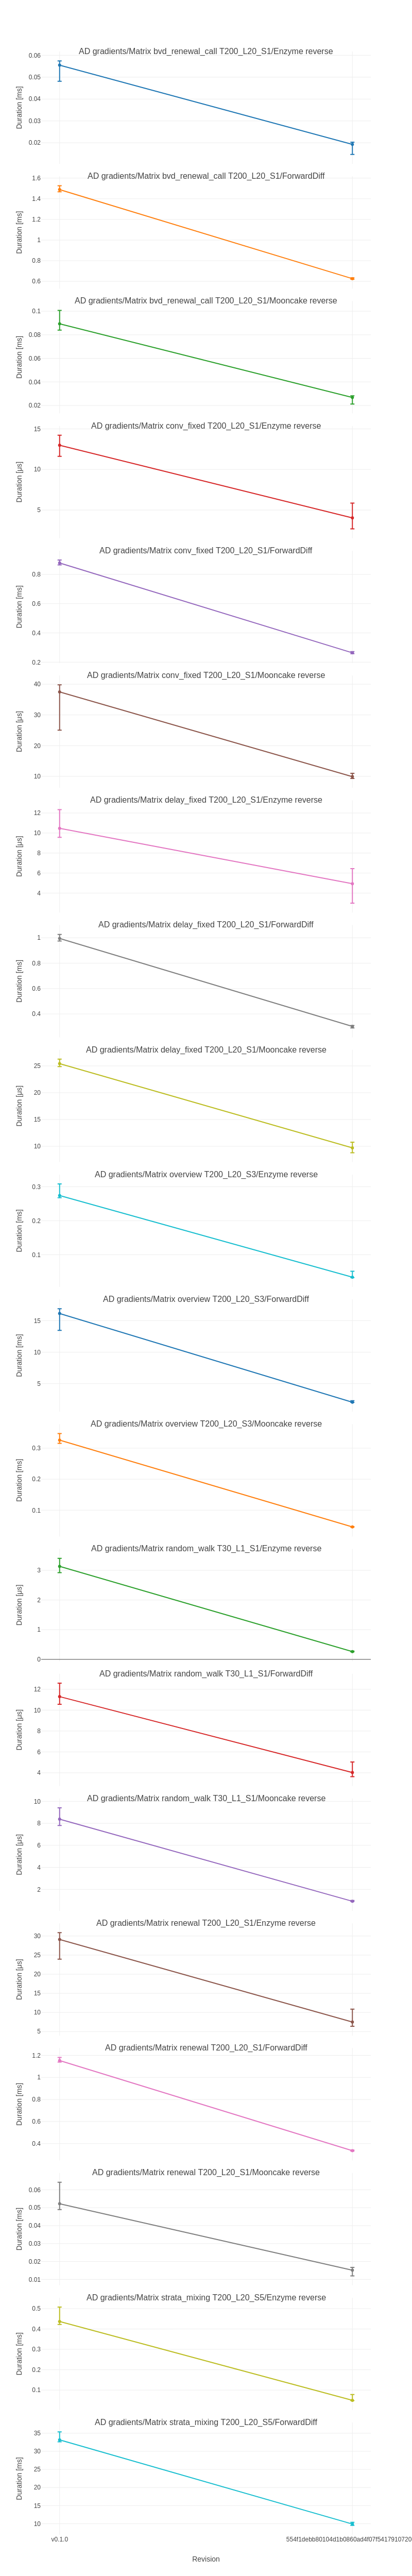 AD gradients/Matrix bvd_renewal_call T200_L20_S1/Enzyme reverse
Duration [ms]
0.06
0.05
0.04
0.03
0.02
AD gradients/Matrix bvd_renewal_call T200_L20_S1/ForwardDiff
Duration [ms]
1.6
1.4
1.2
1
0.8
0.6
AD gradients/Matrix bvd_renewal_call T200_L20_S1/Mooncake reverse
Duration [ms]
0.1
0.08
0.06
0.04
0.02
AD gradients/Matrix conv_fixed T200_L20_S1/Enzyme reverse
Duration [μs]
15
10
5
AD gradients/Matrix conv_fixed T200_L20_S1/ForwardDiff
Duration [ms]
0.8
0.6
0.4
0.2
AD gradients/Matrix conv_fixed T200_L20_S1/Mooncake reverse
Duration [μs]
40
30
20
10
AD gradients/Matrix delay_fixed T200_L20_S1/Enzyme reverse
Duration [μs]
12
10
8
6
4
AD gradients/Matrix delay_fixed T200_L20_S1/ForwardDiff
Duration [ms]
1
0.8
0.6
0.4
AD gradients/Matrix delay_fixed T200_L20_S1/Mooncake reverse
Duration [μs]
25
20
15
10
AD gradients/Matrix overview T200_L20_S3/Enzyme reverse
Duration [ms]
0.3
0.2
0.1
AD gradients/Matrix overview T200_L20_S3/ForwardDiff
Duration [ms]
15
10
5
AD gradients/Matrix overview T200_L20_S3/Mooncake reverse
Duration [ms]
0.3
0.2
0.1
AD gradients/Matrix random_walk T30_L1_S1/Enzyme reverse
Duration [μs]
3
2
1
0
AD gradients/Matrix random_walk T30_L1_S1/ForwardDiff
Duration [μs]
12
10
8
6
4
AD gradients/Matrix random_walk T30_L1_S1/Mooncake reverse
Duration [μs]
10
8
6
4
2
AD gradients/Matrix renewal T200_L20_S1/Enzyme reverse
Duration [μs]
30
25
20
15
10
5
AD gradients/Matrix renewal T200_L20_S1/ForwardDiff
Duration [ms]
1.2
1
0.8
0.6
0.4
AD gradients/Matrix renewal T200_L20_S1/Mooncake reverse
Duration [ms]
0.06
0.05
0.04
0.03
0.02
0.01
AD gradients/Matrix strata_mixing T200_L20_S5/Enzyme reverse
Duration [ms]
0.5
0.4
0.3
0.2
0.1
AD gradients/Matrix strata_mixing T200_L20_S5/ForwardDiff
Duration [ms]
35
30
25
20
15
10
v0.1.0
554f1debb80104d1b0860ad4f07f5417910720
Revision